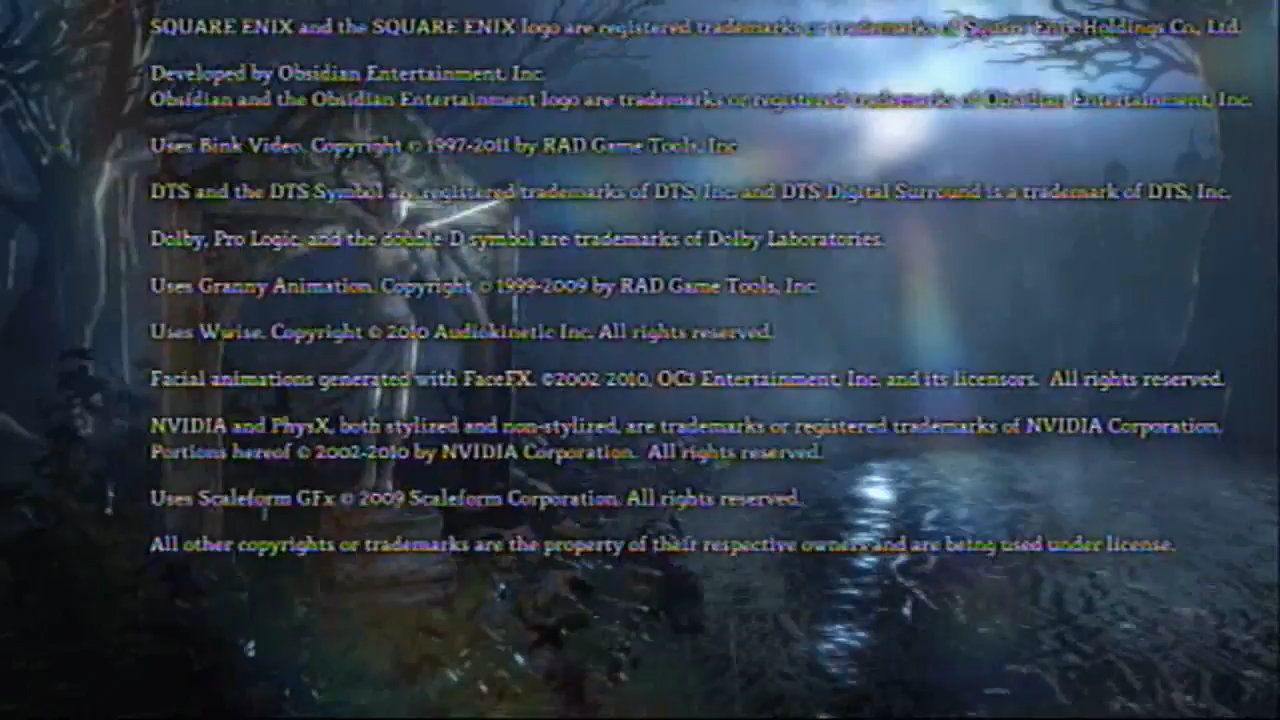 SQUARE ENIX and the SQUARE ENIX logo are registered trademarks or trademarks of Square Enix Holdings Co., Ltd.
Developed by Obsidian Entertainment, Inc.
Obsidian and the Obsidian Entertainment logo are trademarks or registered trademarks of Obsidian Entertainment, Inc.
Uses Bink Video. Copyright © 1997-2011 by RAD Game Tools, Inc.
DTS and the DTS Symbol are registered trademarks of DTS, Inc. and DTS Digital Surround is a trademark of DTS, Inc.
Dolby, Pro Logic, and the double-D symbol are trademarks of Dolby Laboratories.
Uses Granny Animation. Copyright © 1999-2009 by RAD Game Tools, Inc.
Uses Wwise. Copyright © 2010 Audiokinetic Inc. All rights reserved.
Facial animations generated with FaceFX. ©2002-2010, OC3 Entertainment, Inc. and its licensors. All rights reserved.
NVIDIA and PhysX, both stylized and non-stylized, are trademarks or registered trademarks of NVIDIA Corporation.
Portions hereof © 2002-2010 by NVIDIA Corporation. All rights reserved.
Uses Scaleform GFx © 2009 Scaleform Corporation. All rights reserved.
All other copyrights or trademarks are the property of their respective owners and are being used under license.